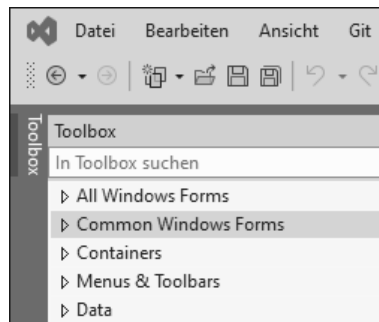 Datei Bearbeiten Ansicht Git
Toolbox
Toolbox
In Toolbox suchen
All Windows Forms
Common Windows Forms
Containers
Menus & Toolbars
Data